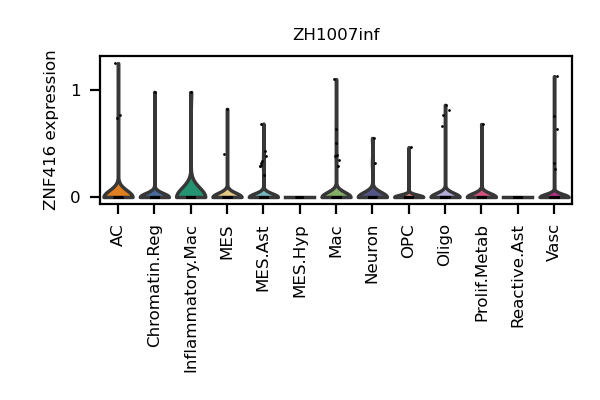 ZH1007inf
ZNF416 expression
1
0
AC
Chromatin.Reg
Inflammatory.Mac
MES
MES.Ast
MES.Hyp
Mac
Neuron
OPC
Oligo
Prolif.Metab
Reactive.Ast
Vasc